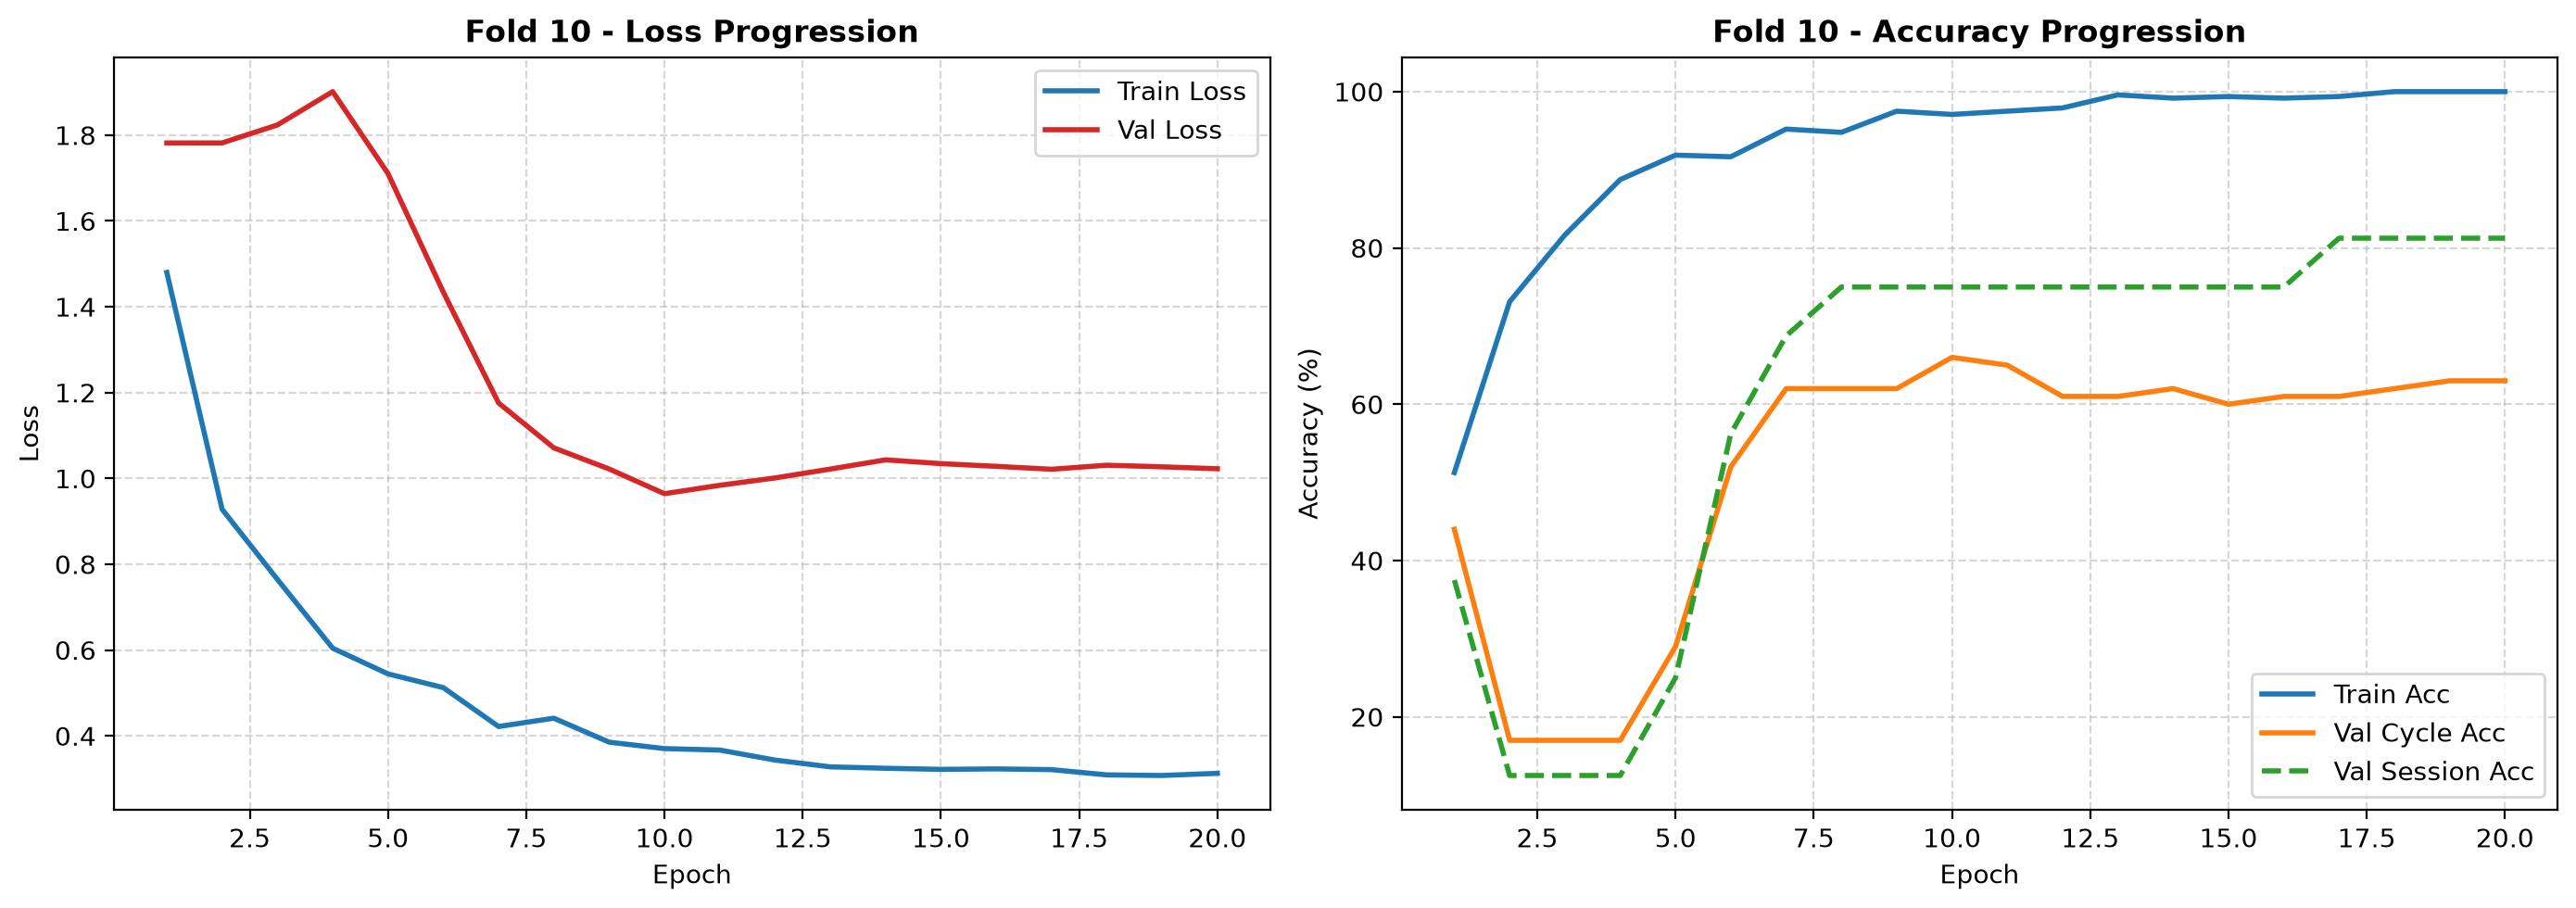 Fold 10 - Loss Progression
Train Loss
Val Loss
1.8
1.6
1.4
1.2
1.0
0.8
0.6
0.4
Loss
2.5 5.0 7.5 10.0 12.5 15.0 17.5 20.0
Epoch
Fold 10 - Accuracy Progression
100
80
60
40
20
Accuracy (%)
Train Acc
Val Cycle Acc
Val Session Acc
2.5 5.0 7.5 10.0 12.5 15.0 17.5 20.0
Epoch